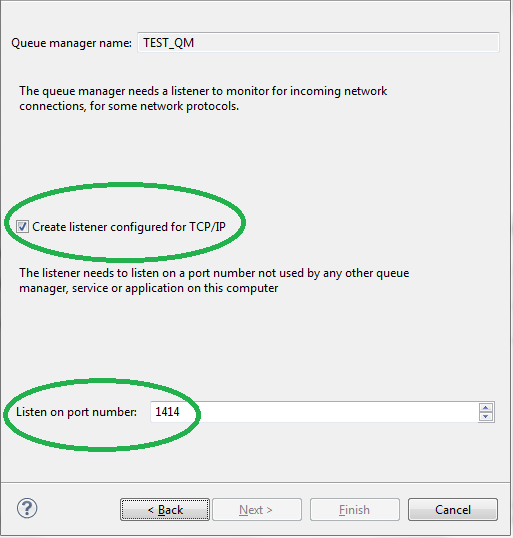 Queue manager name: TEST_QM
The queue manager needs a listener to monitor for incoming network
connections, for some network protocols.
Create listener configured for TCP/IP
The listener needs to listen on a port number not used by any other queue
manager, service or application on this computer
Listen on port number: 1414
?
< Back Next > Finish Cancel